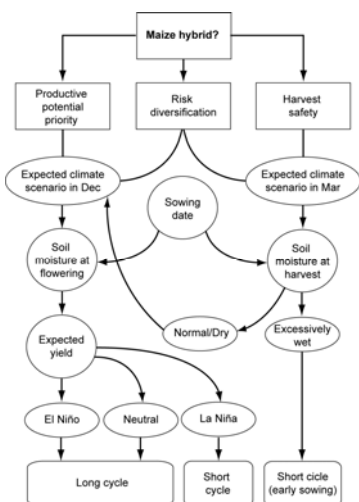 Maize hybrid?
Productive
potential
priority
Risk
diversification
Harvest
safety
Expected climate
scenario in Dec
Expected climate
scenario in Mar
Sowing
date
Soil
moisture at
flowering
Soil
moisture at
harvest
Normal/Dry
Excessively
wet
Expected
yield
El Niño
Neutral
La Niña
Long cycle
Short
cycle
Short cicle
(early sowing)